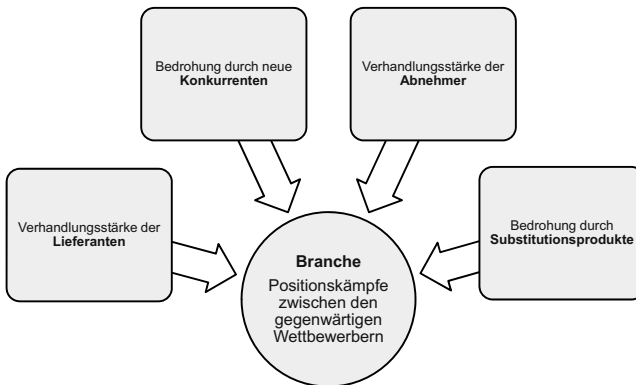 Bedrohung durch neue
Konkurrenten
Verhandlungsstärke der
Abnehmer
Verhandlungsstärke der
Lieferanten
Bedrohung durch
Substitutionsprodukte
Branche
Positionskämpfe
zwischen den
gegenwärtigen
Wettbewerbern